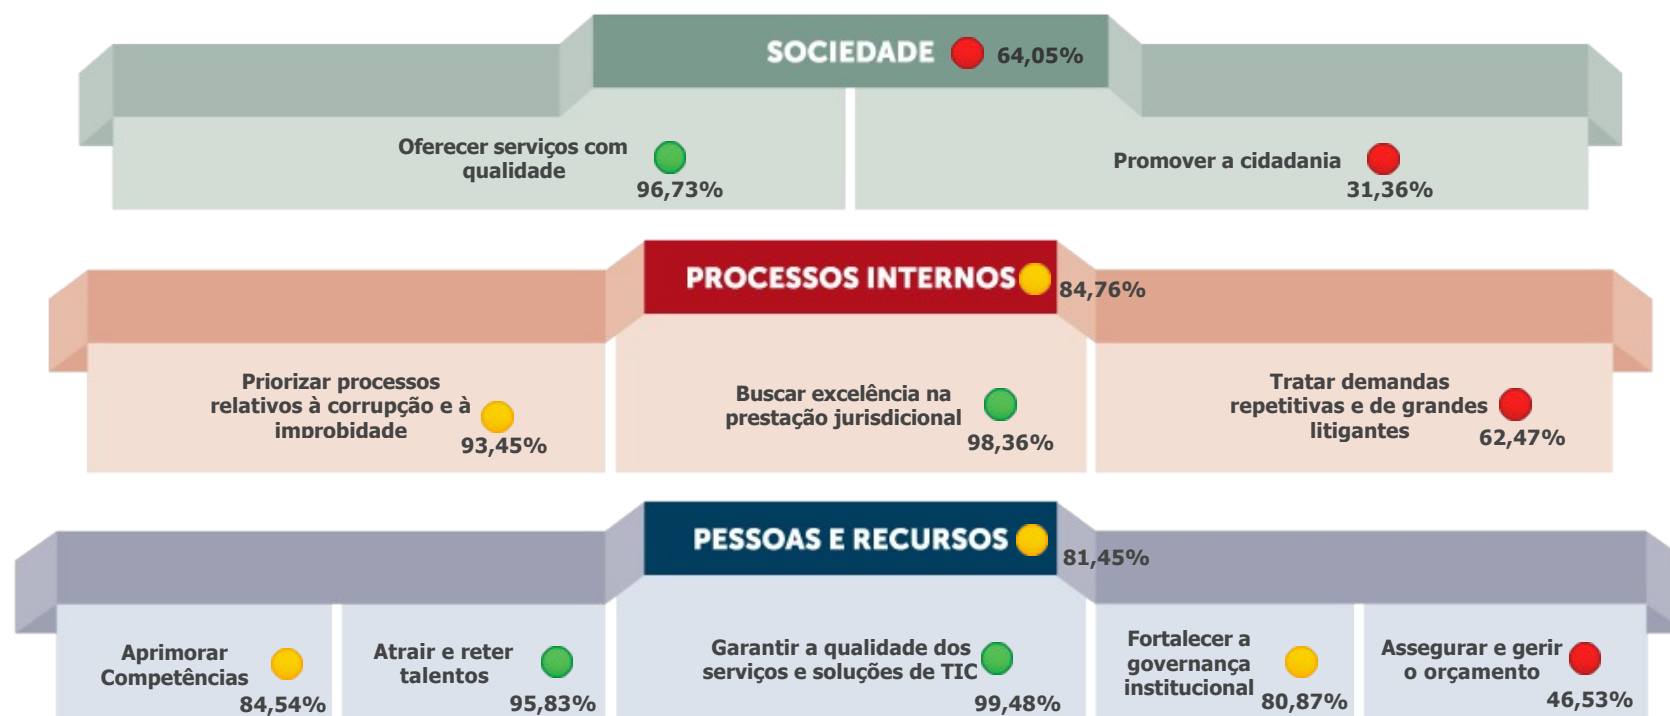 SOCIEDADE 64,05%
Oferecer serviços com
qualidade
96,73%
Promover a cidadania
31,36%
PROCESSOS INTERNOS
84,76%
Priorizar processos
relativos à corrupção e à
improbidade
93,45%
Buscar excelência na
prestação jurisdicional
98,36%
Tratar demandas
repetitivas e de grandes
litigantes
62,47%
PESSOAS E RECURSOS
81,45%
Aprimorar
Competências
84,54%
Atrair e reter
talentos
95,83%
Garantir a qualidade dos
serviços e soluções de TIC
99,48%
Fortalecer a
governança
institucional
80,87%
Assegurar e gerir
o orçamento
46,53%